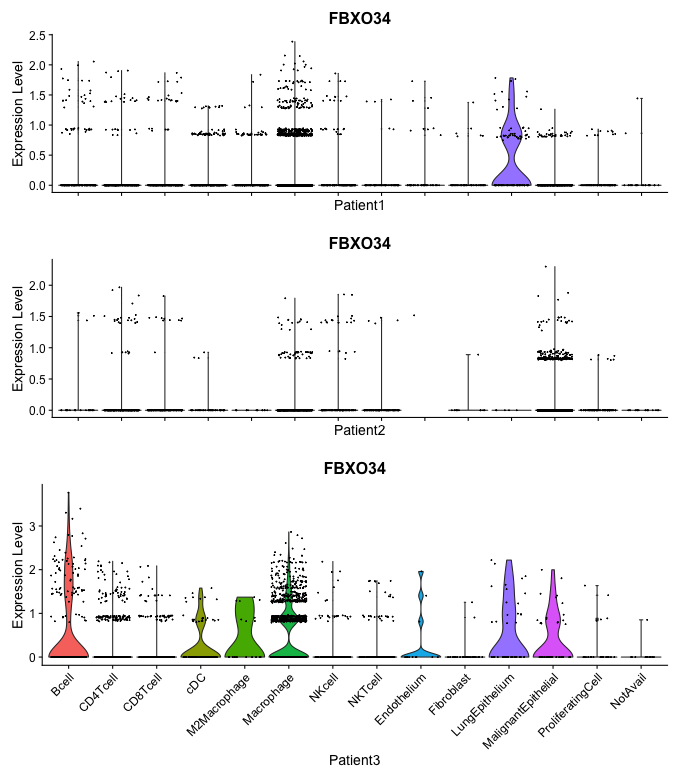 FBXO34
Expression Level
2.5
2.0
1.5
1.0
0.5
0.0
Patient1
FBXO34
Expression Level
2.0
1.5
1.0
0.5
0.0
Patient2
FBXO34
Expression Level
3
2
1
0
Bcell
CD4Tcell
CD8Tcell
cDC
M2Macrophage
Macrophage
NKcell
NKTcell
Endothelium
Fibroblast
LungEpithelium
MalignantEpithelial
ProliferatingCell
NotAvail
Patient3